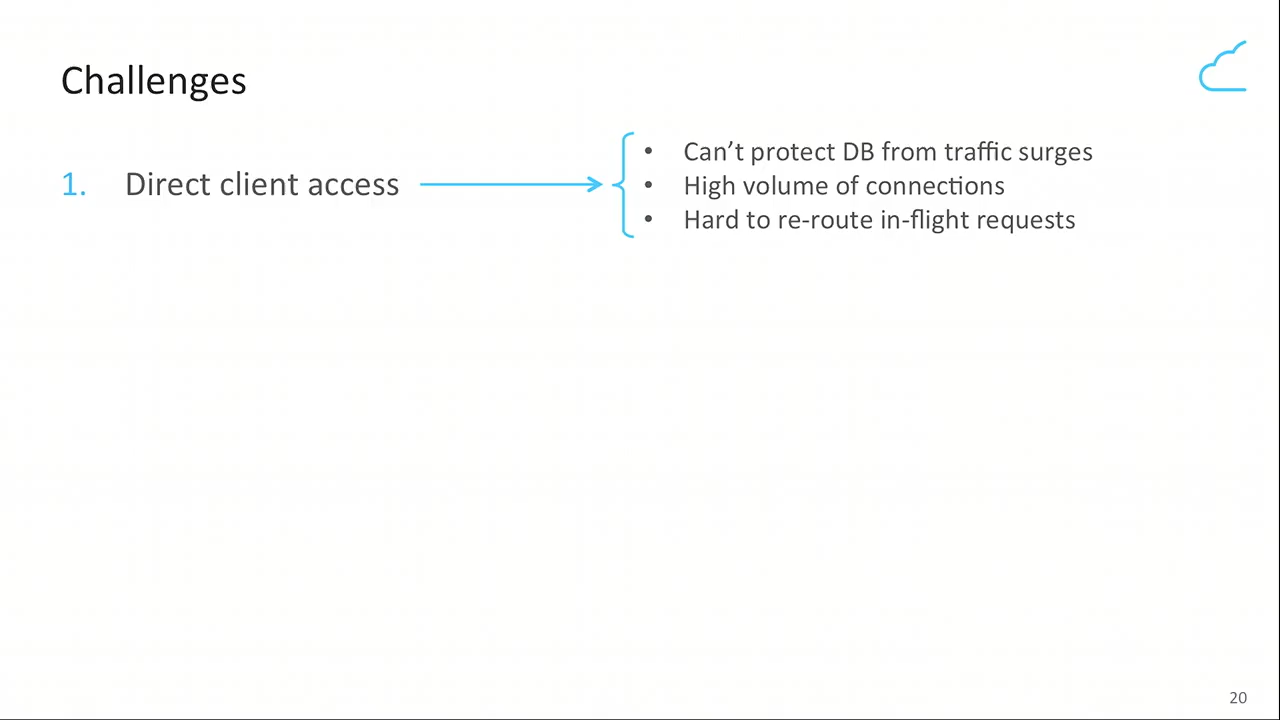 Challenges
1. Direct client access
• Can’t protect DB from traffic surges
• High volume of connections
• Hard to re-route in-flight requests
20